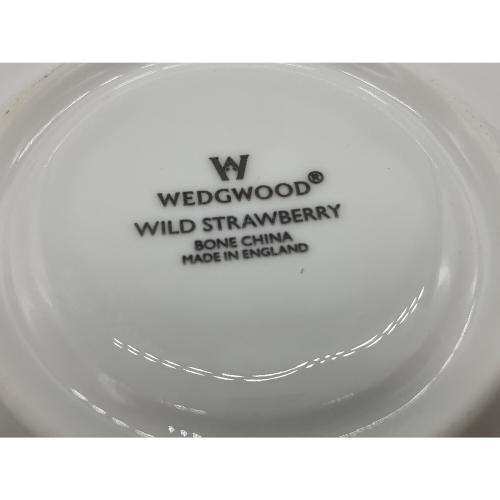 W
WEDGWOOD®
WILD STRAWBERRY
BONE CHINA
MADE IN ENGLAND